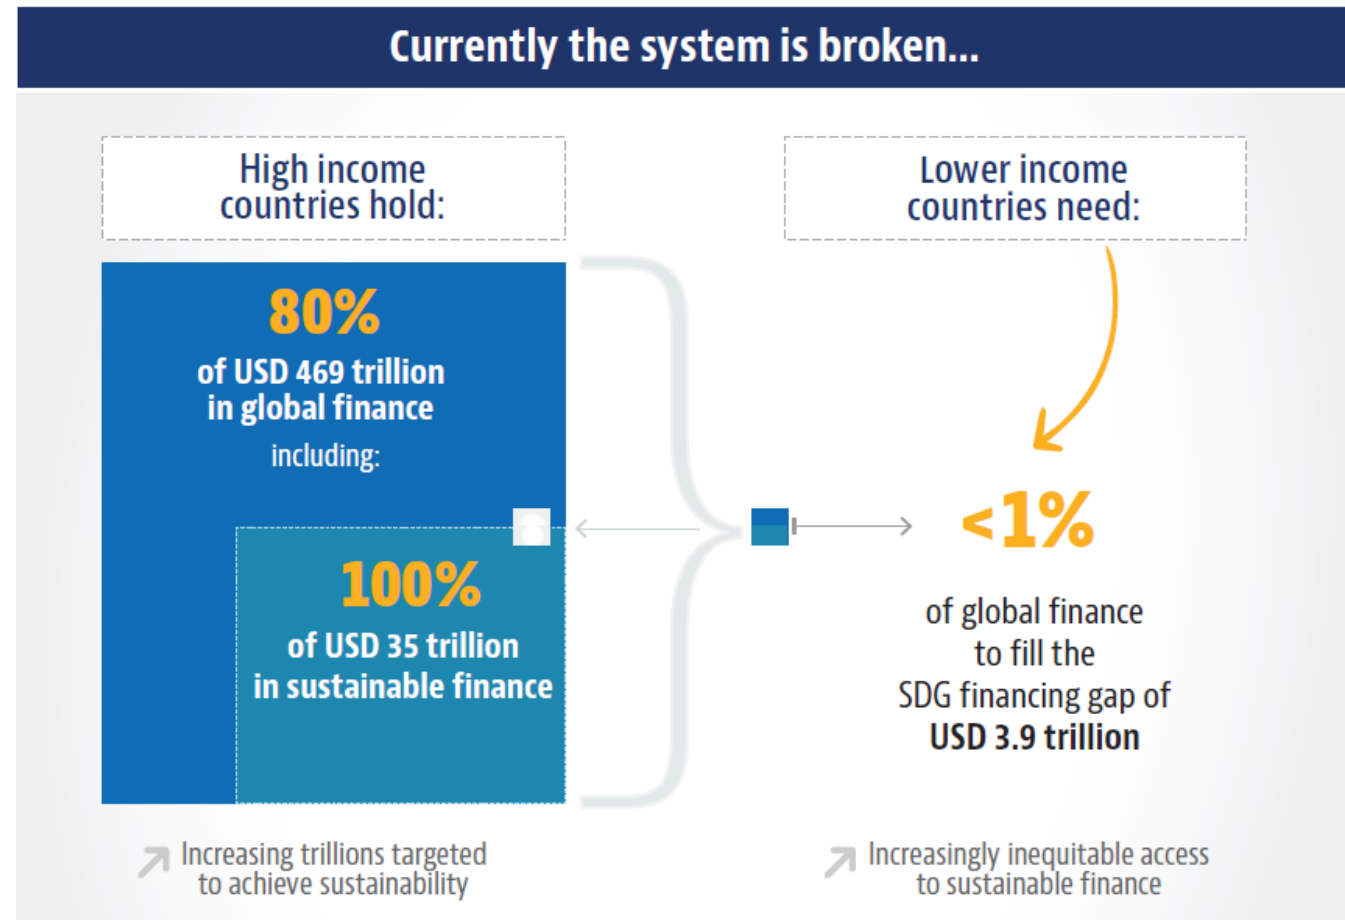 Currently the system is broken...
High income
countries hold:
80%
of USD 469 trillion
in global finance
including:
100%
of USD 35 trillion
in sustainable finance
Increasing trillions targeted
to achieve sustainability
Lower income
countries need:
<1%
of global finance
to fill the
SDG financing gap of
USD 3.9 trillion
Increasingly inequitable access
to sustainable finance